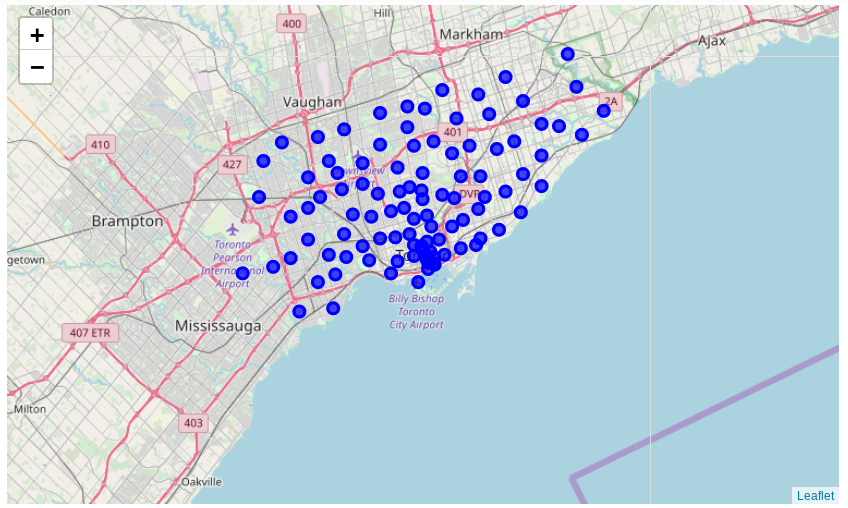 Caledon
Hill
400
+
Markham
Ajax
−
Vaughan
2A
410
401
427
DVP
Brampton
Toronto
Pearson
International
Airport
Mississauga
Billy Bishop
Toronto
City Airport
407 ETR
Milton
403
Oakville
Leaflet